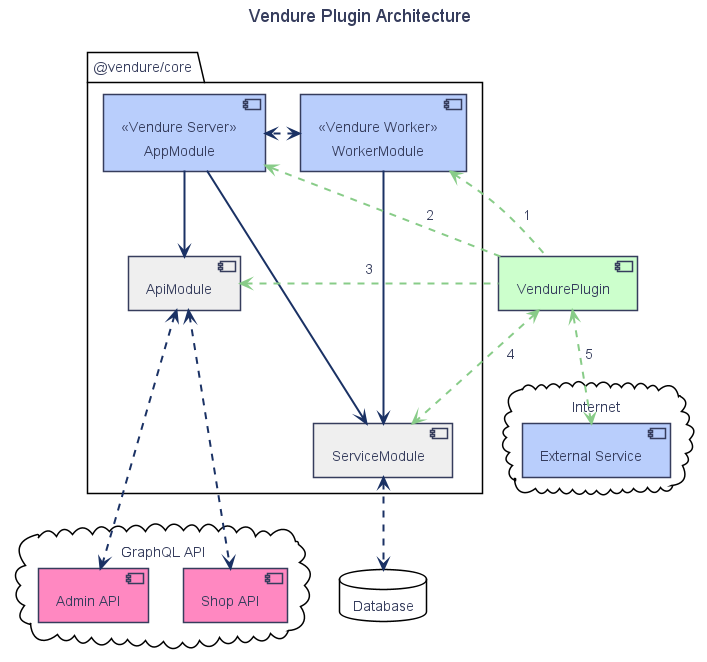 Vendure Plugin Architecture
@vendure/core
«Vendure Server»
AppModule
«Vendure Worker»
WorkerModule
2
1
3
ApiModule
VendurePlugin
4
5
Internet
ServiceModule
External Service
GraphQL API
Admin API
Shop API
Database